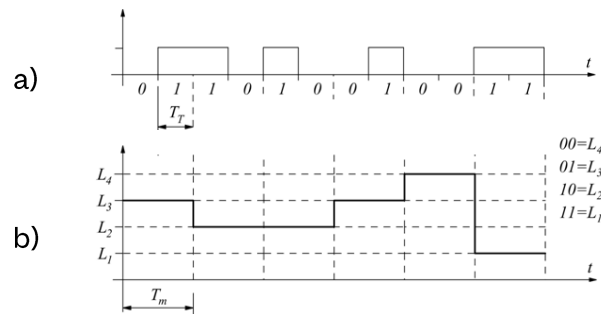 a)
t
0 1 1 0 1 0 0 1 0 0 1 1
T_T
00=L_4
01=L_3
10=L_2
11=L_1
b)
L_4
L_3
L_2
L_1
t
T_m